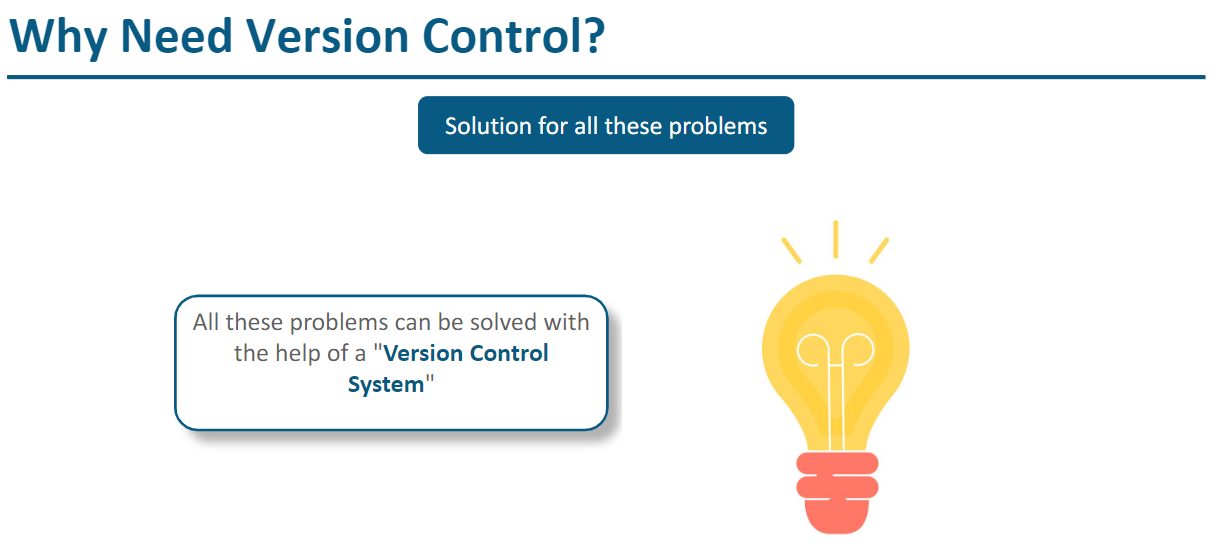 Why Need Version Control?
Solution for all these problems
All these problems can be solved with
the help of a "Version Control
System"